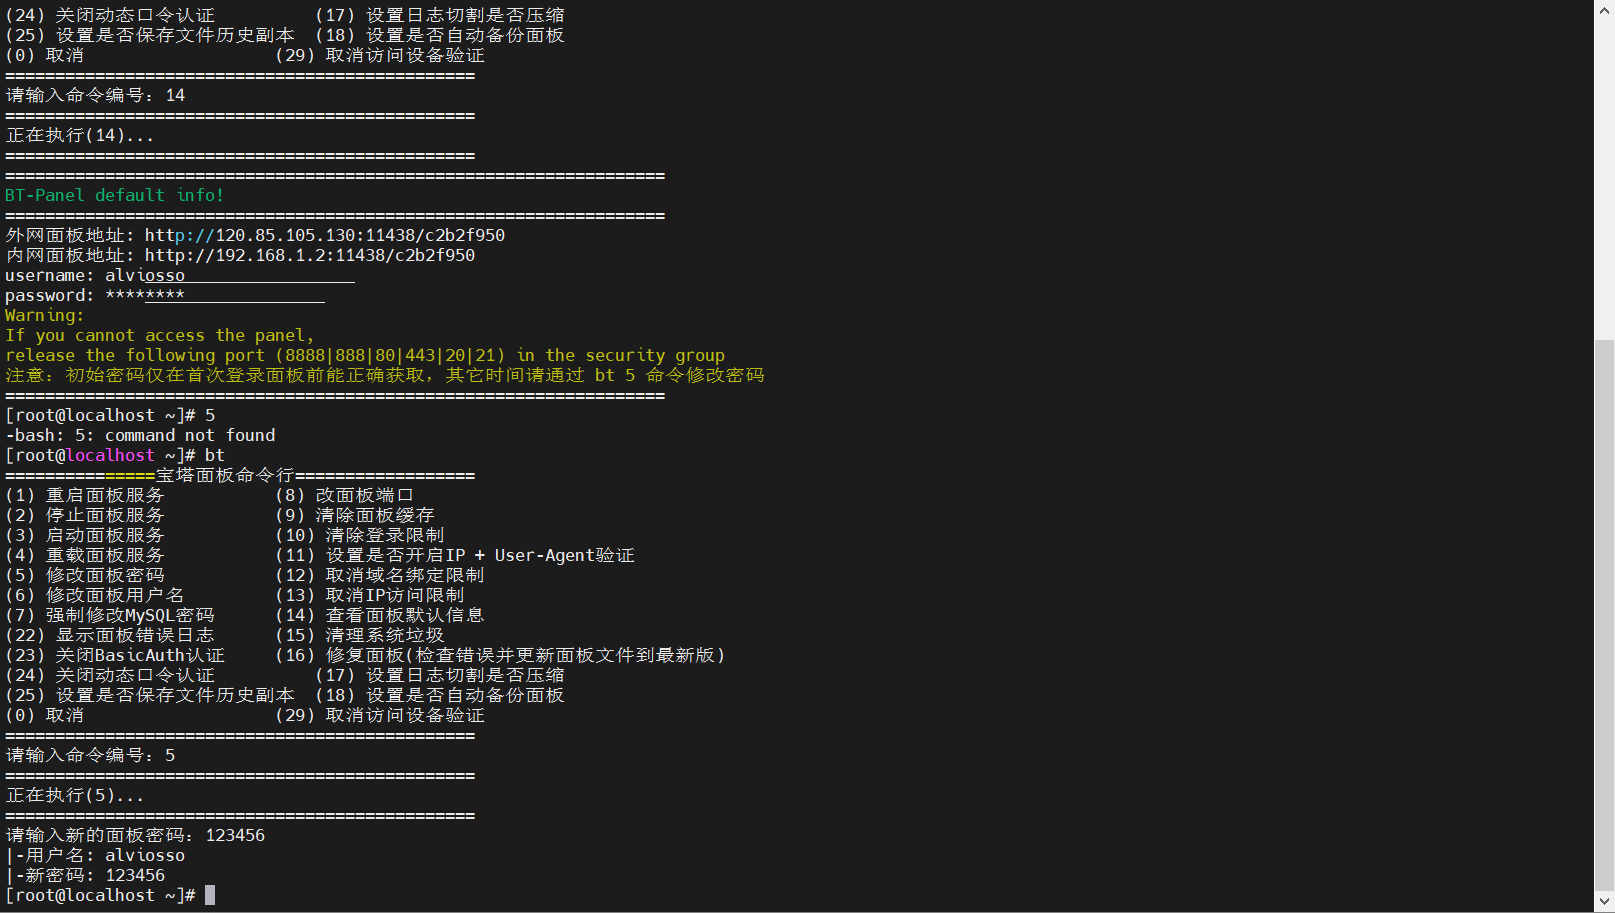 (24) 关闭动态口令认证          (17) 设置日志切割是否压缩
(25) 设置是否保存文件历史副本  (18) 设置是否自动备份面板
(0) 取消                   (29) 取消访问设备验证
===============================================
请输入命令编号：14
===============================================
正在执行(14)...
===============================================
==================================================================
BT-Panel default info!
==================================================================
外网面板地址: http://120.85.105.130:11438/c2b2f950
内网面板地址: http://192.168.1.2:11438/c2b2f950
username: alviosso
password: ********
Warning:
If you cannot access the panel,
release the following port (8888|888|80|443|20|21) in the security group
注意：初始密码仅在首次登录面板前能正确获取，其它时间请通过 bt 5 命令修改密码
==================================================================
[root@localhost ~]# 5
-bash: 5: command not found
[root@localhost ~]# bt
===============宝塔面板命令行==================
(1) 重启面板服务           (8) 改面板端口
(2) 停止面板服务           (9) 清除面板缓存
(3) 启动面板服务           (10) 清除登录限制
(4) 重载面板服务           (11) 设置是否开启IP + User-Agent验证
(5) 修改面板密码           (12) 取消域名绑定限制
(6) 修改面板用户名         (13) 取消IP访问限制
(7) 强制修改MySQL密码      (14) 查看面板默认信息
(22) 显示面板错误日志      (15) 清理系统垃圾
(23) 关闭BasicAuth认证     (16) 修复面板(检查错误并更新面板文件到最新版)
(24) 关闭动态口令认证          (17) 设置日志切割是否压缩
(25) 设置是否保存文件历史副本  (18) 设置是否自动备份面板
(0) 取消                   (29) 取消访问设备验证
===============================================
请输入命令编号：5
===============================================
正在执行(5)...
===============================================
请输入新的面板密码：123456
|-用户名: alviosso
|-新密码: 123456
[root@localhost ~]#